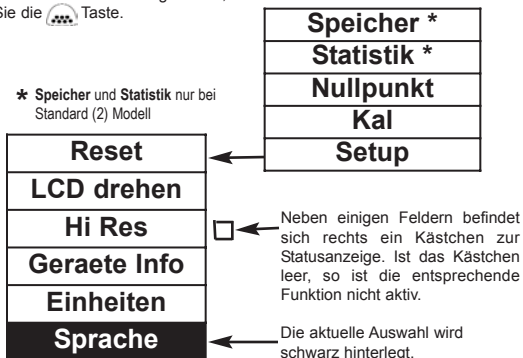 Sie die Taste.
Speicher *
Statistik *
Nullpunkt
Kal
Setup
* Speicher und Statistik nur bei
Standard (2) Modell
Reset
LCD drehen
Hi Res
Geraete Info
Einheiten
Sprache
Neben einigen Feldern befindet
sich rechts ein Kästchen zur
Statusanzeige. Ist das Kästchen
leer, so ist die entsprechende
Funktion nicht aktiv.
Die aktuelle Auswahl wird
schwarz hinterlegt.